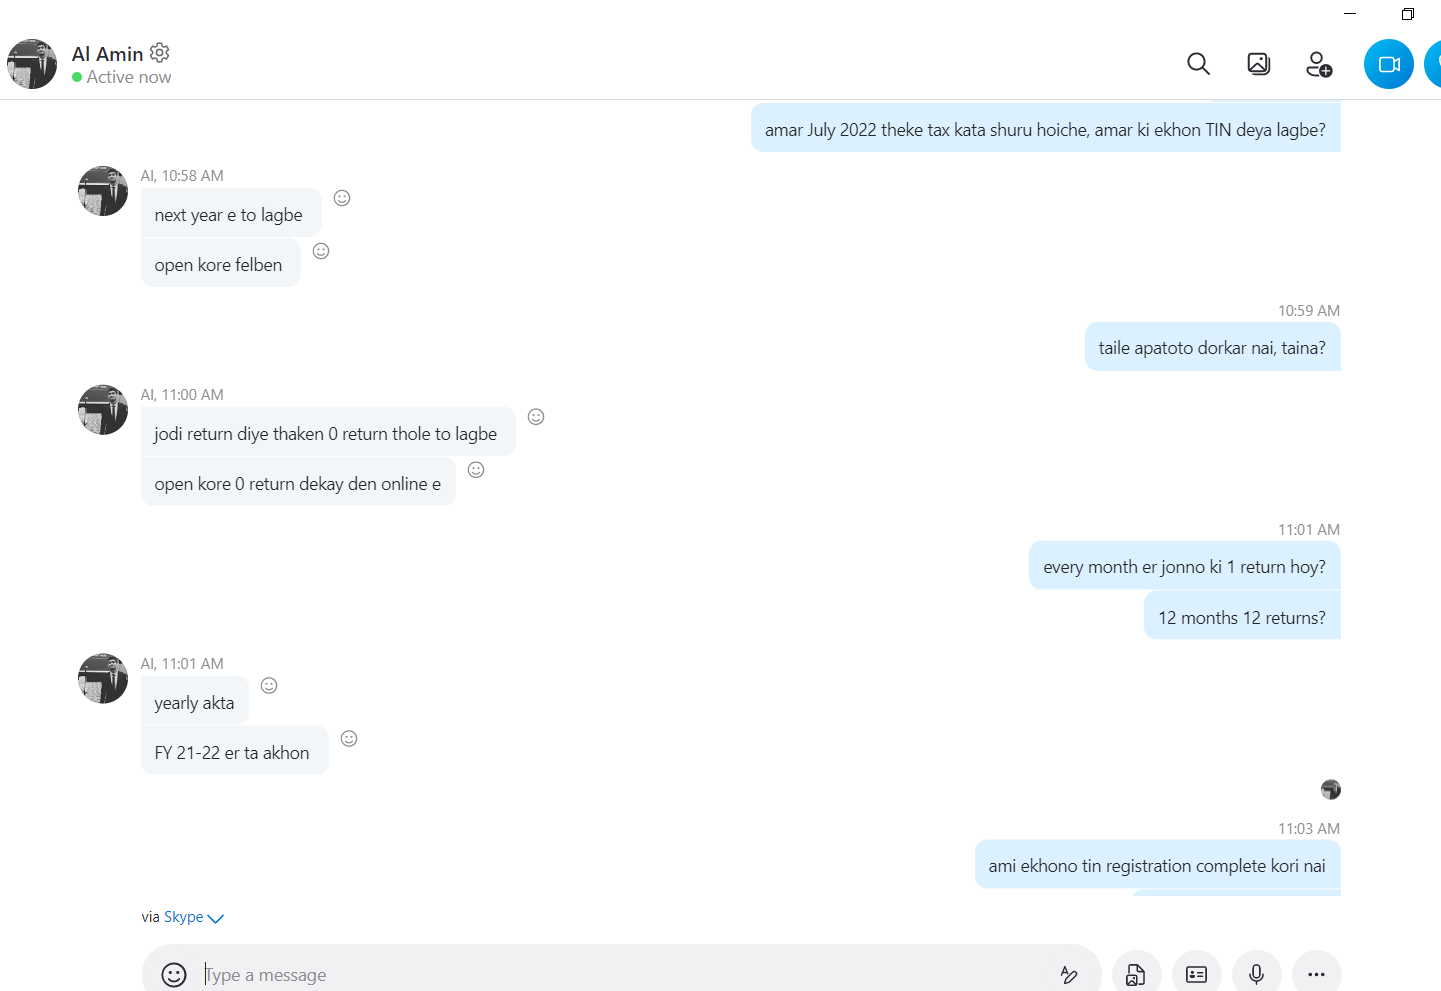 Al Amin
Active now
amar July 2022 theke tax kata shuru hoiche, amar ki ekhon TIN deya lagbe?
Al, 10:58 AM
next year e to lagbe
open kore felben
10:59 AM
taile apatoto dorkar nai, taina?
Al, 11:00 AM
jodi return diye thaken 0 return thole to lagbe
open kore 0 return dekay den online e
11:01 AM
every month er jonno ki 1 return hoy?
12 months 12 returns?
Al, 11:01 AM
yearly akta
FY 21-22 er ta akhon
11:03 AM
ami ekhono tin registration complete kori nai
via Skype
Type a message